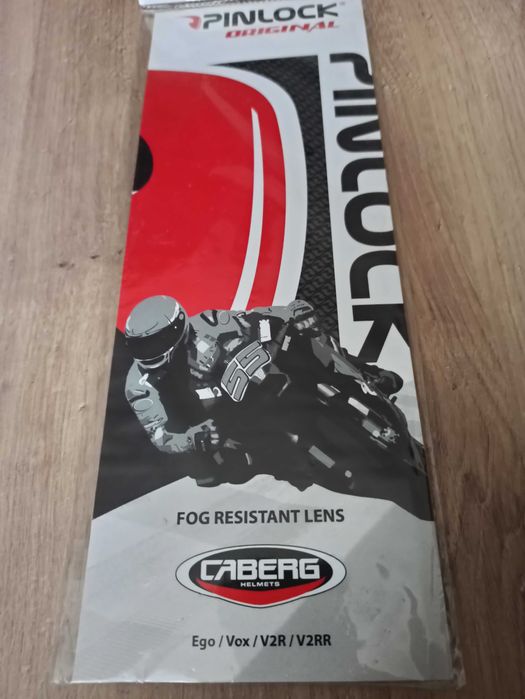 PINLOCK®
ORIGINAL
PINLOCK
55
FOG RESISTANT LENS
CABERG
HELMETS
Ego / Vox / V2R / V2RR